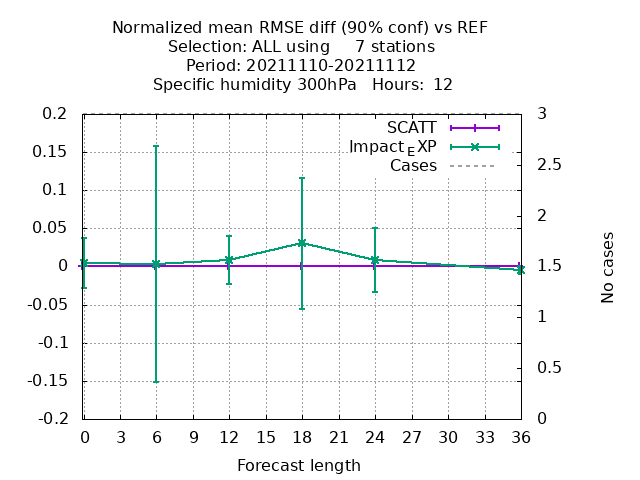 Normalized mean RMSE diff (90% conf) vs REF
Selection: ALL using     7 stations
Period: 20211110-20211112
Specific humidity 300hPa   Hours:  12
SCATT
Impact_EXP
Cases
0.2
0.15
0.1
0.05
0
-0.05
-0.1
-0.15
-0.2
3
2.5
2
1.5
1
0.5
0
No cases
0 3 6 9 12 15 18 21 24 27 30 33 36
Forecast length